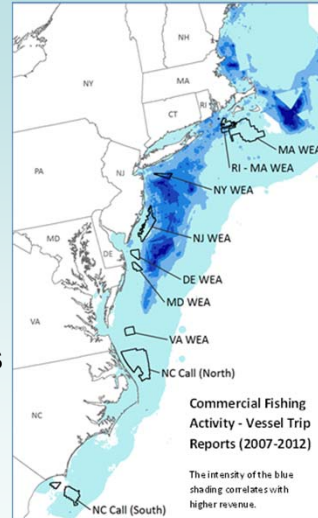 NH
NY
MA
CT
RI
MA WEA
RI - MA WEA
PA
NJ
NY WEA
NJ WEA
MD
DE
DE WEA
MD WEA
VA
VA WEA
s
NC Call (North)
NC
Commercial Fishing
Activity - Vessel Trip
Reports (2007-2012)
The intensity of the blue
shading correlates with
higher revenue.
NC Call (South)